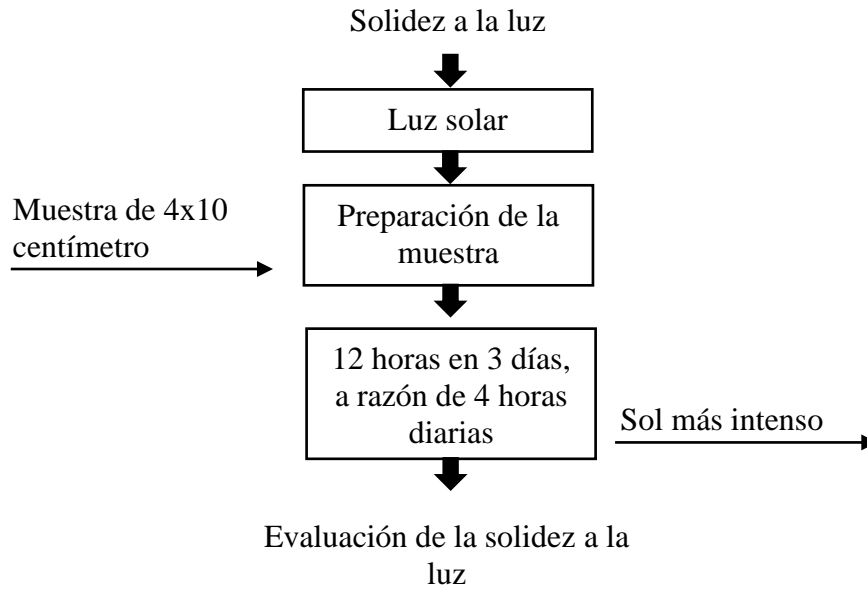 Solidez a la luz
Luz solar
Muestra de 4x10
centímetro
Preparación de la
muestra
12 horas en 3 días,
a razón de 4 horas
diarias
Sol más intenso
Evaluación de la solidez a la
luz